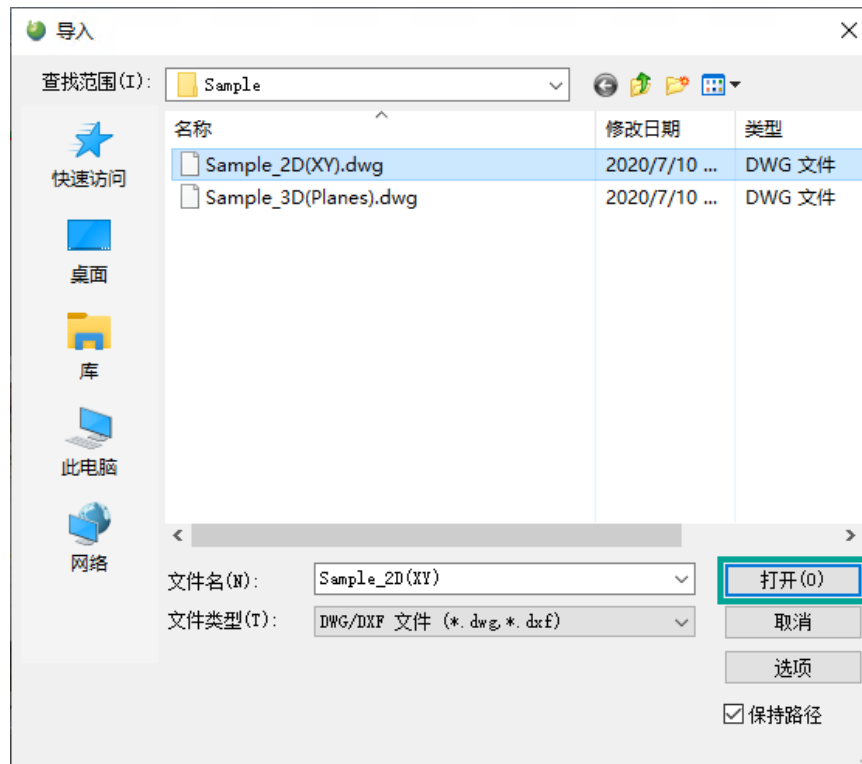 导入
查找范围(I): Sample
名称 修改日期 类型
Sample_2D(XY).dwg 2020/7/10 ... DWG 文件
Sample_3D(Planes).dwg 2020/7/10 ... DWG 文件
快速访问
桌面
库
此电脑
网络
文件名(N): Sample_2D(XY) 打开(O)
文件类型(T): DWG/DXF 文件 (*.dwg,*.dxf) 取消
选项
保持路径